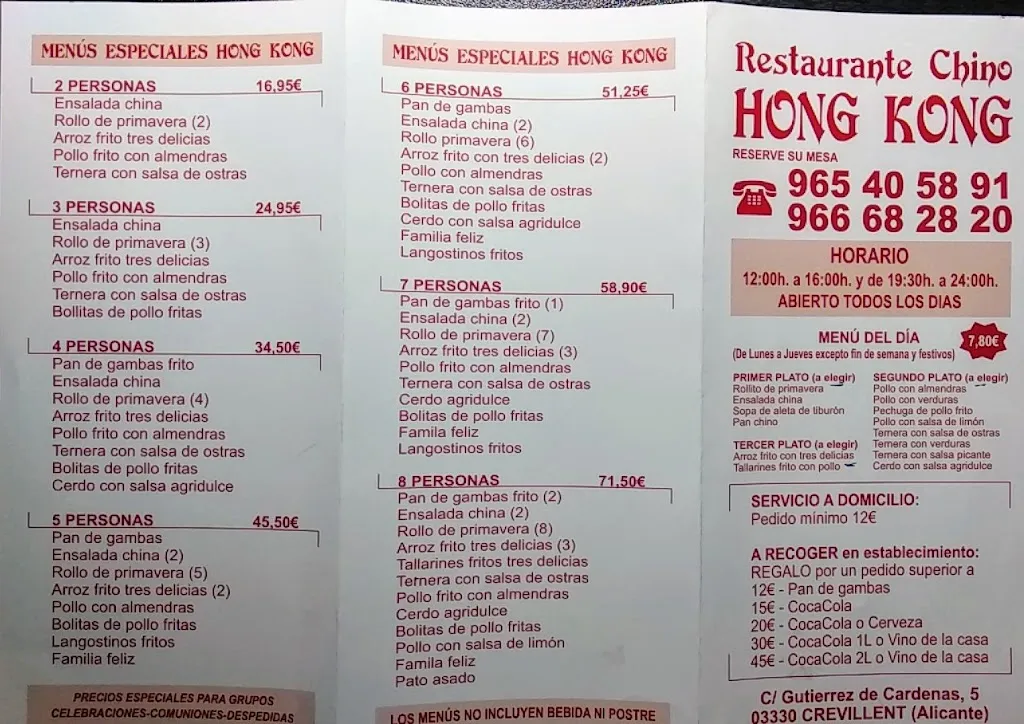 MENÚS ESPECIALES HONG KONG
2 PERSONAS 16,95€
Ensalada china
Rollo de primavera (2)
Arroz frito tres delicias
Pollo frito con almendras
Ternera con salsa de ostras
3 PERSONAS 24,95€
Ensalada china
Rollo de primavera (3)
Arroz frito tres delicias
Pollo frito con almendras
Ternera con salsa de ostras
Bollitas de pollo fritas
4 PERSONAS 34,50€
Pan de gambas frito
Ensalada china
Rollo de primavera (4)
Arroz frito tres delicias
Pollo frito con almendras
Ternera con salsa de ostras
Bolitas de pollo fritas
Cerdo con salsa agridulce
5 PERSONAS 45,50€
Pan de gambas
Ensalada china (2)
Rollo de primavera (5)
Arroz frito tres delicias (2)
Pollo con almendras
Bolitas de pollo fritas
Langostinos fritos
Familia feliz
PRECIOS ESPECIALES PARA GRUPOS
CELEBRACIONES-COMUNIONES-DESPEDIDAS
MENÚS ESPECIALES HONG KONG
6 PERSONAS 51,25€
Pan de gambas
Ensalada china (2)
Rollo primavera (6)
Arroz frito con tres delicias (2)
Pollo con almendras
Ternera con salsa de ostras
Bolitas de pollo fritas
Cerdo con salsa agridulce
Familia feliz
Langostinos fritos
7 PERSONAS 58,90€
Pan de gambas frito (1)
Ensalada china (2)
Rollo de primavera (7)
Arroz frito tres delicias (3)
Pollo frito con almendras
Ternera con salsa de ostras
Cerdo agridulce
Bolitas de pollo fritas
Famila feliz
Langostinos fritos
8 PERSONAS 71,50€
Pan de gambas frito (2)
Ensalada china (2)
Rollo de primavera (8)
Arroz frito tres delicias (3)
Tallarines fritos tres delicias
Ternera con salsa de ostras
Pollo frito con almendras
Cerdo agridulce
Bolitas de pollo fritas
Pollo con salsa de limón
Famila feliz
Pato asado
LOS MENÚS NO INCLUYEN BEBIDA NI POSTRE
Restaurante Chino
HONG KONG
RESERVE SU MESA
965 40 58 91
966 68 28 20
HORARIO
12:00h. a 16:00h. y de 19:30h. a 24:00h.
ABIERTO TODOS LOS DIAS
MENÚ DEL DÍA 7,80€
(De Lunes a Jueves excepto fin de semana y festivos)
PRIMER PLATO (a elegir)
Rollito de primavera
Ensalada china
Sopa de aleta de tiburón
Pan chino
TERCER PLATO (a elegir)
Arroz frito con tres delicias
Tallarines frito con pollo
SEGUNDO PLATO (a elegir)
Pollo con almendras
Pollo con verduras
Pechuga de pollo frito
Pollo con salsa de limón
Ternera con salsa de ostras
Ternera con verduras
Ternera con salsa picante
Cerdo con salsa agridulce
SERVICIO A DOMICILIO:
Pedido mínimo 12€
A RECOGER en establecimiento:
REGALO por un pedido superior a
12€ - Pan de gambas
15€ - CocaCola
20€ - CocaCola o Cerveza
30€ - CocaCola 1L o Vino de la casa
45€ - CocaCola 2L o Vino de la casa
C/ Gutierrez de Cardenas, 5
03330 CREVILLENT (Alicante)